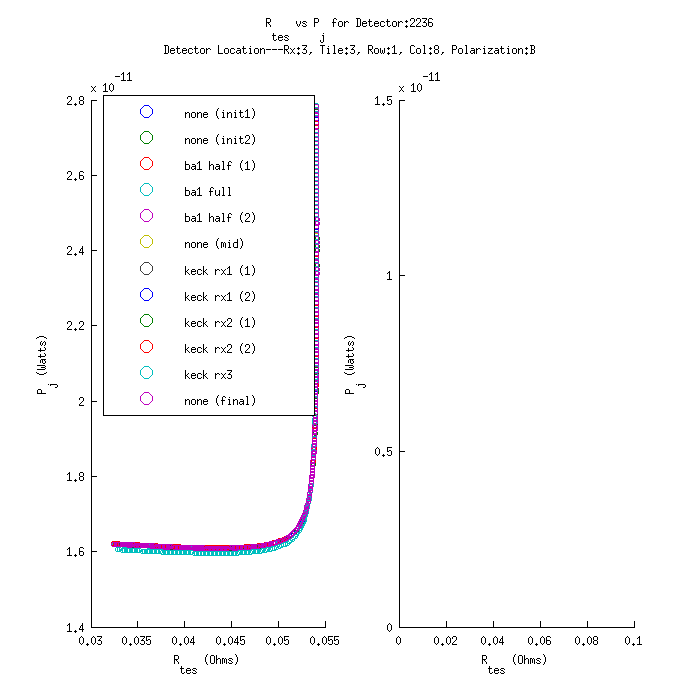 R    vs P  for Detector:2236
tes    j
Detector Location---Rx:3, Tile:3, Row:1, Col:8, Polarization:B
x 10^-11
2.8
2.6
2.4
2.2
2
1.8
1.6
1.4
P_j (Watts)
none (init1)
none (init2)
ba1 half (1)
ba1 full
ba1 half (2)
none (mid)
keck rx1 (1)
keck rx1 (2)
keck rx2 (1)
keck rx2 (2)
keck rx3
none (final)
0.03 0.035 0.04 0.045 0.05 0.055
R_tes (Ohms)
x 10^-11
1.5
1
0.5
0
P_j (Watts)
0 0.02 0.04 0.06 0.08 0.1
R_tes (Ohms)